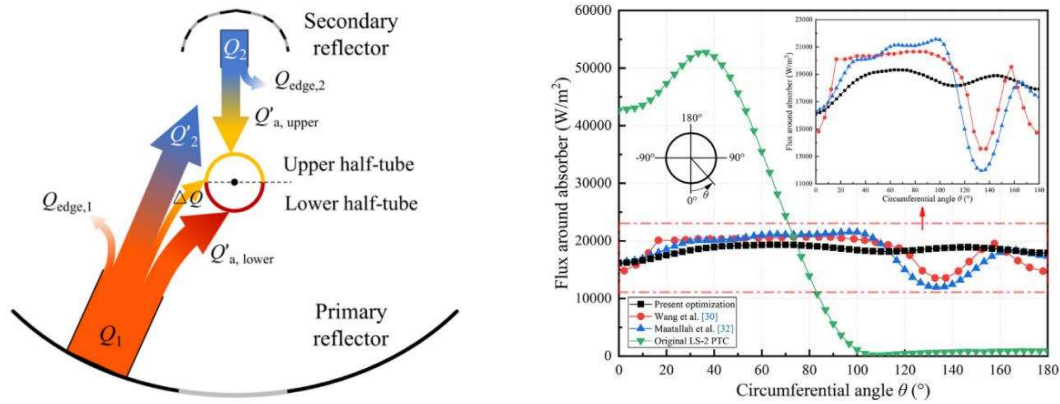 Secondary
reflector
Q2
Qedge,2
Q'a, upper
Q'2
Upper half-tube
ΔQ
Lower half-tube
Qedge,1
Q'a, lower
Q1
Primary
reflector
Flux around absorber (W/m²)
60000
50000
40000
30000
20000
10000
0
0 20 40 60 80 100 120 140 160 180
Circumferential angle θ (°)
180°
-90° 90°
0° θ
Present optimization
Wang et al. [30]
Maatallah et al. [32]
Original LS-2 PTC
Flux around absorber (W/m²)
23000
21000
19000
17000
15000
13000
11000
0 20 40 60 80 100 120 140 160 180
Circumferential angle θ (°)